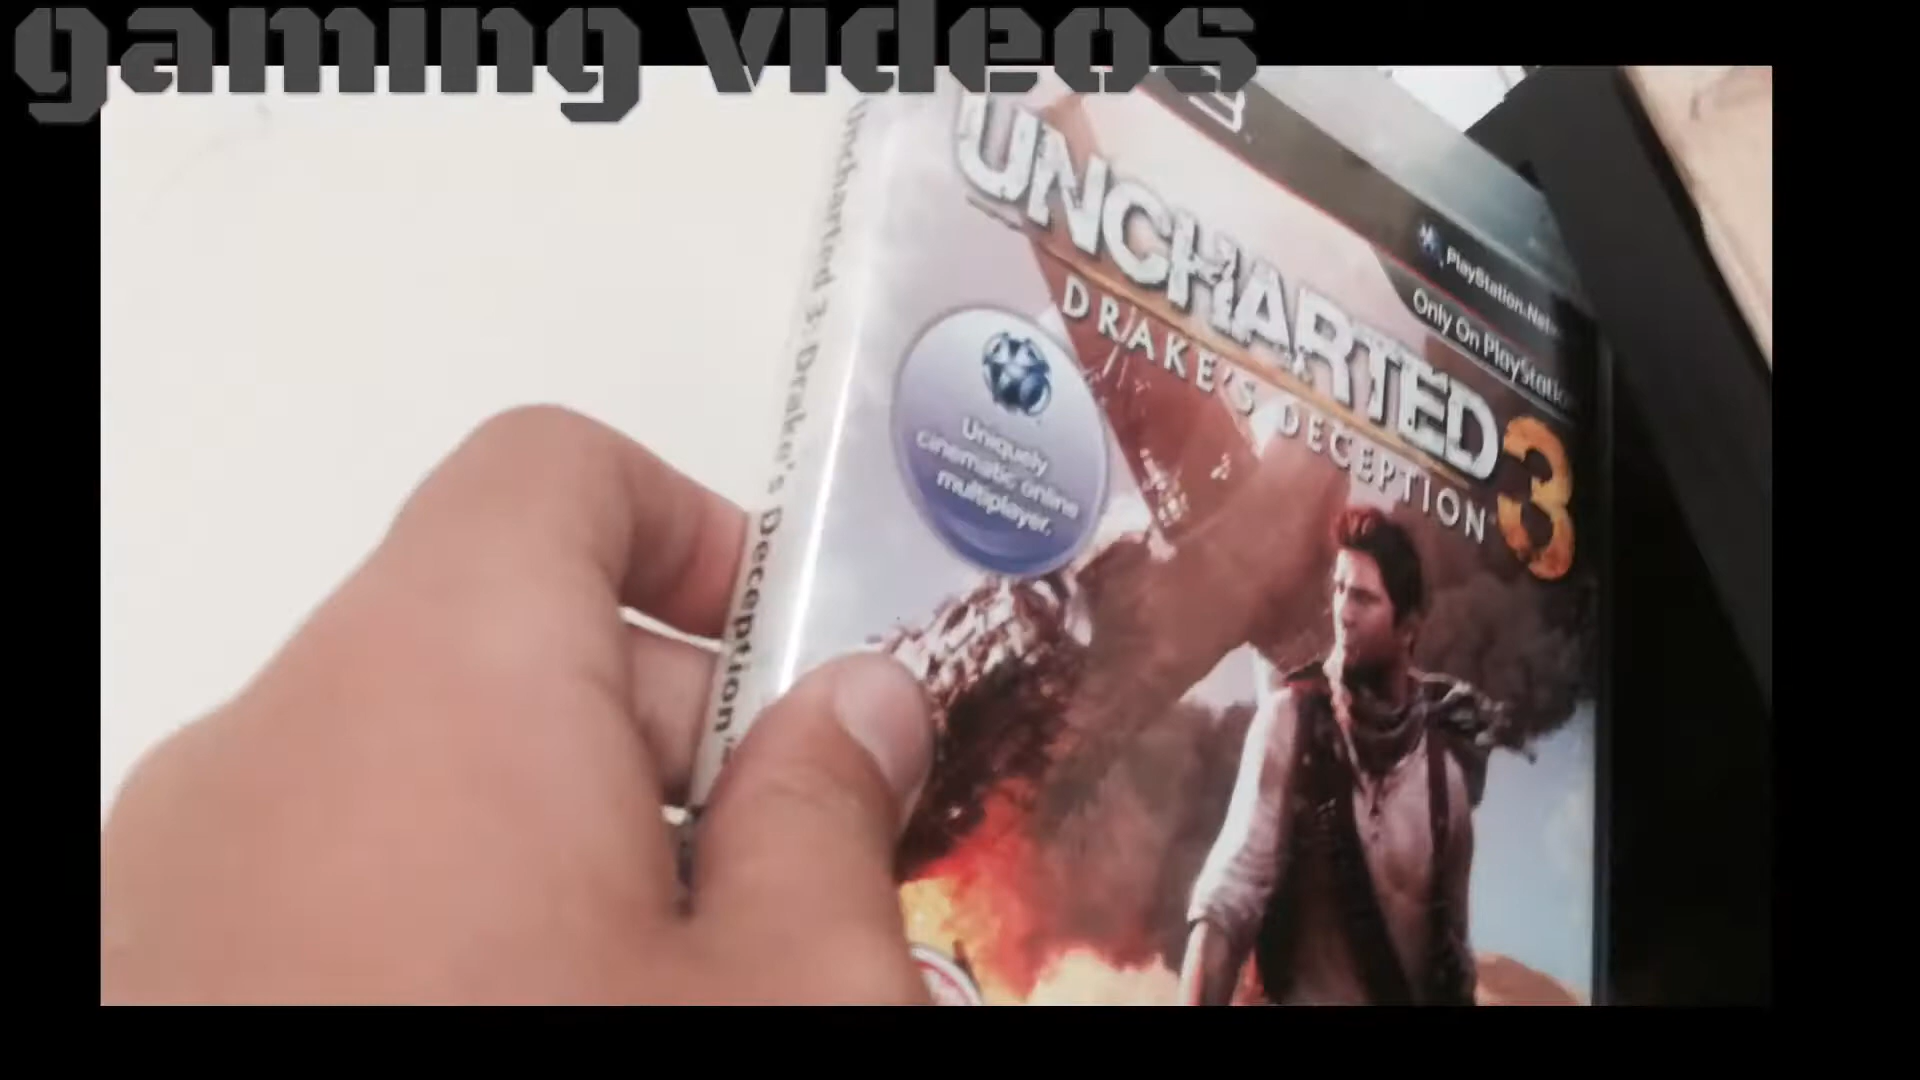 gaming videos
UNCHARTED 3
DRAKE'S DECEPTION
PlayStation.Net
Only On PlayStation
Uniquely
cinematic online
multiplayer.
Uncharted 3: Drake's Deception